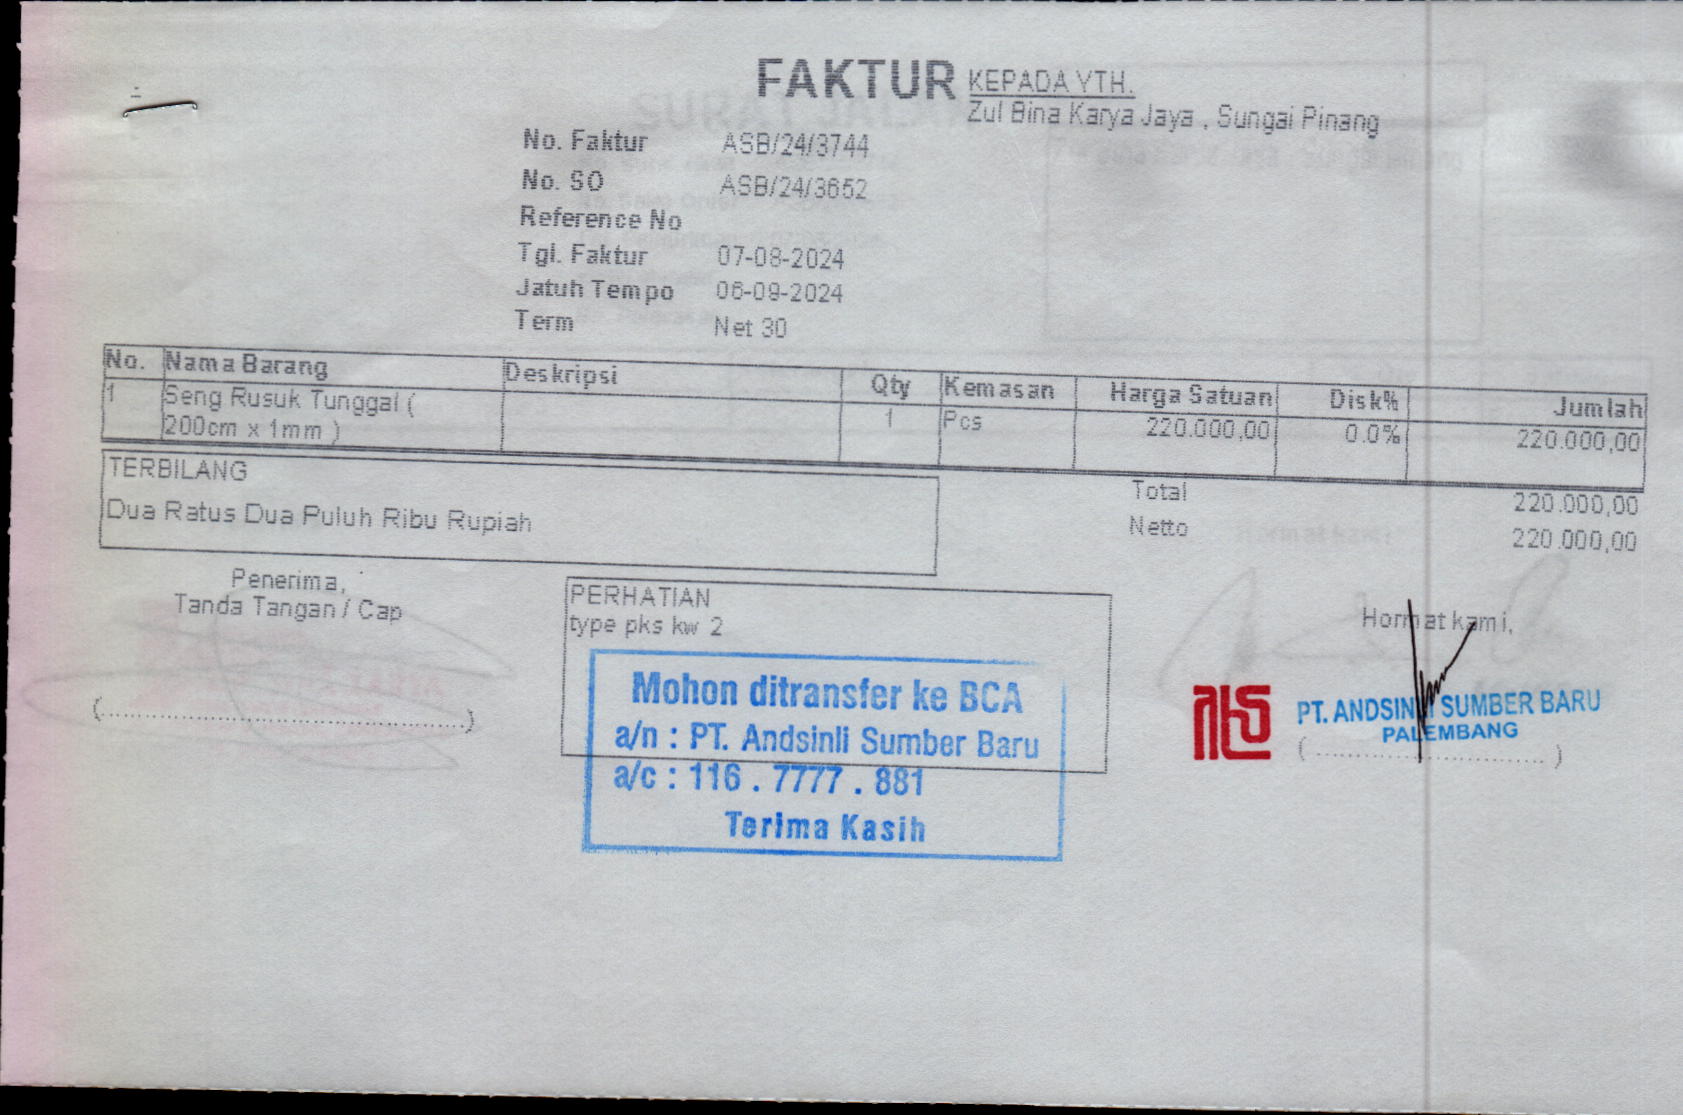 FAKTUR
KEPADA YTH.
Zul Bina Karya Jaya , Sungai Pinang
No. Faktur ASB/24/3744
No. SO ASB/24/3652
Reference No
Tgl. Faktur 07-08-2024
Jatuh Tempo 06-09-2024
Term Net 30
No. Nama Barang Deskripsi Qty Kemasan Harga Satuan Disk% Jumlah
1 Seng Rusuk Tunggal ( 1 Pcs 220.000,00 0.0% 220.000,00
200cm x 1mm )
TERBILANG
Dua Ratus Dua Puluh Ribu Rupiah
Total 220.000,00
Netto 220.000,00
Penerima,
Tanda Tangan / Cap
(....................................................)
PERHATIAN
type pks kw 2
Mohon ditransfer ke BCA
a/n : PT. Andsinli Sumber Baru
a/c : 116 . 7777 . 881
Terima Kasih
Hormat kami,
PT. ANDSINLI SUMBER BARU
PALEMBANG
( ................................ )